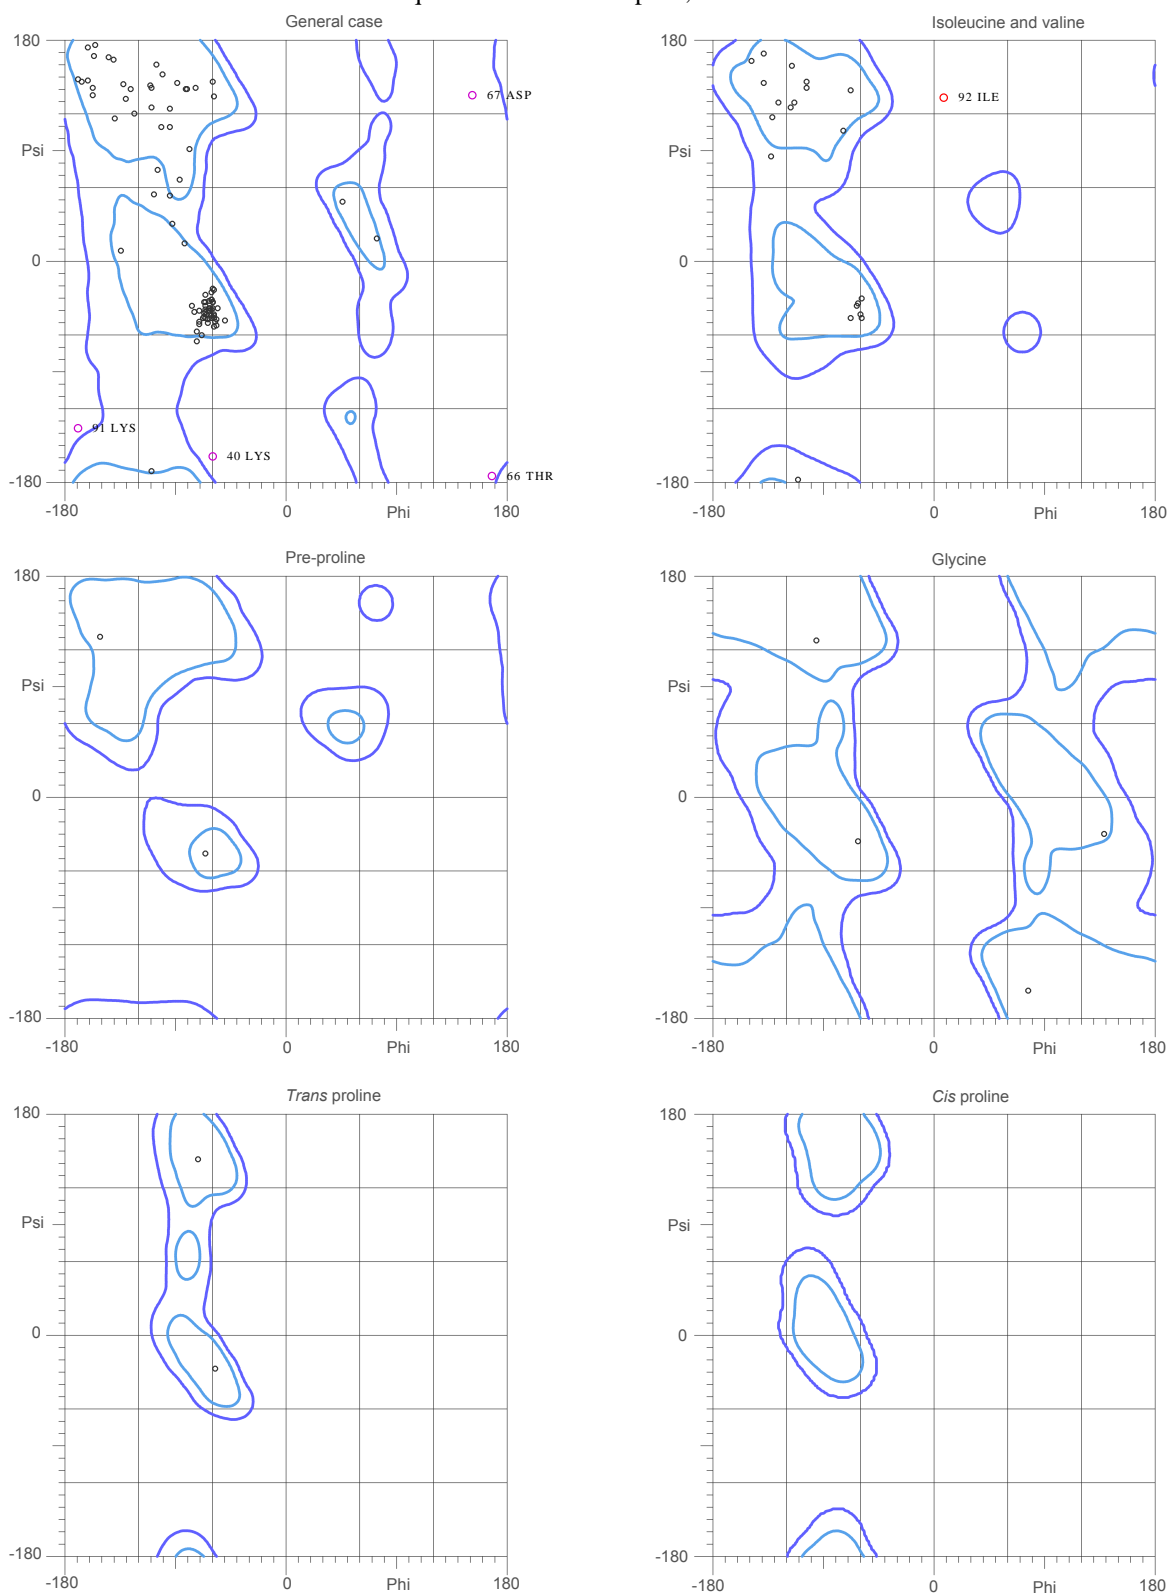 General case
Isoleucine and valine
180
180
67 ASP
92 ILE
Psi
Psi
0
0
91 LYS
40 LYS
66 THR
-180
-180
-180
0
Phi
180
-180
0
Phi
180
Pre-proline
Glycine
180
180
Psi
Psi
0
0
-180
-180
-180
0
Phi
180
-180
0
Phi
180
Trans proline
Cis proline
180
180
Psi
Psi
0
0
-180
-180
-180
0
Phi
180
-180
0
Phi
180